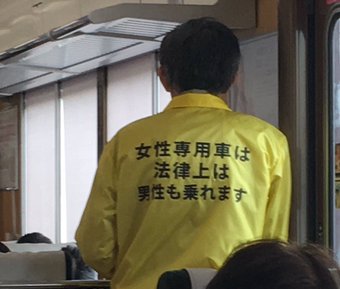 女性専用車は
法律上は
男性も乗れます